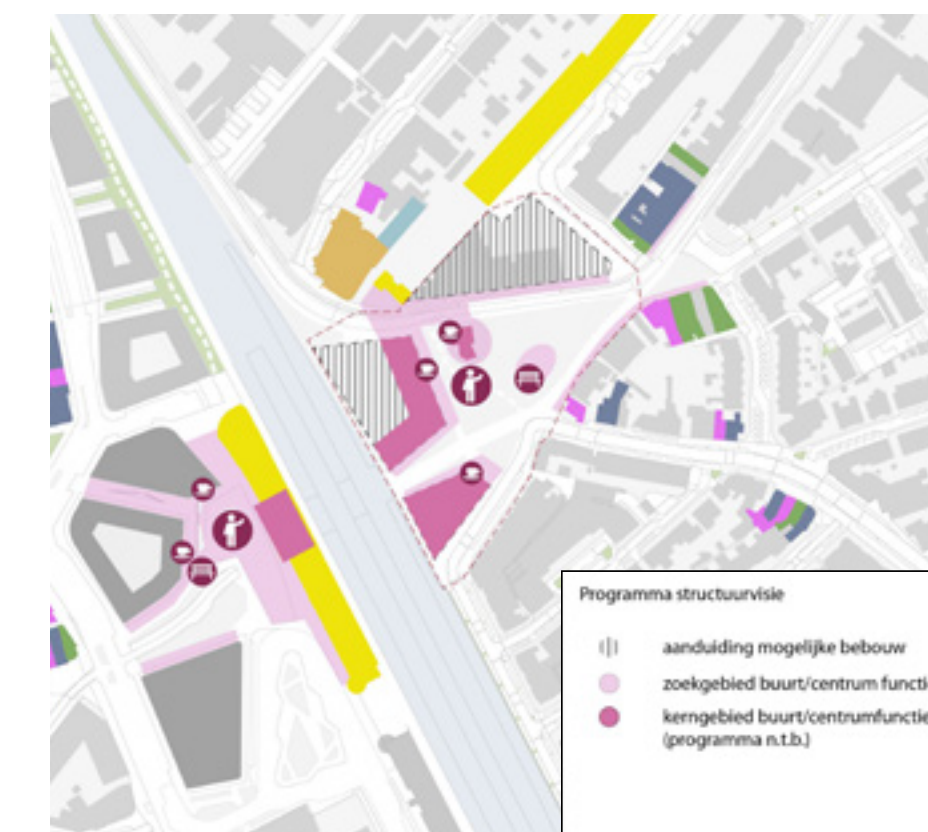 Programma structuurvisie
aanduiding mogelijke bebouw
zoekgebied buurt/centrum functi
kerngebied buurt/centrumfunctie
(programma n.t.b.)